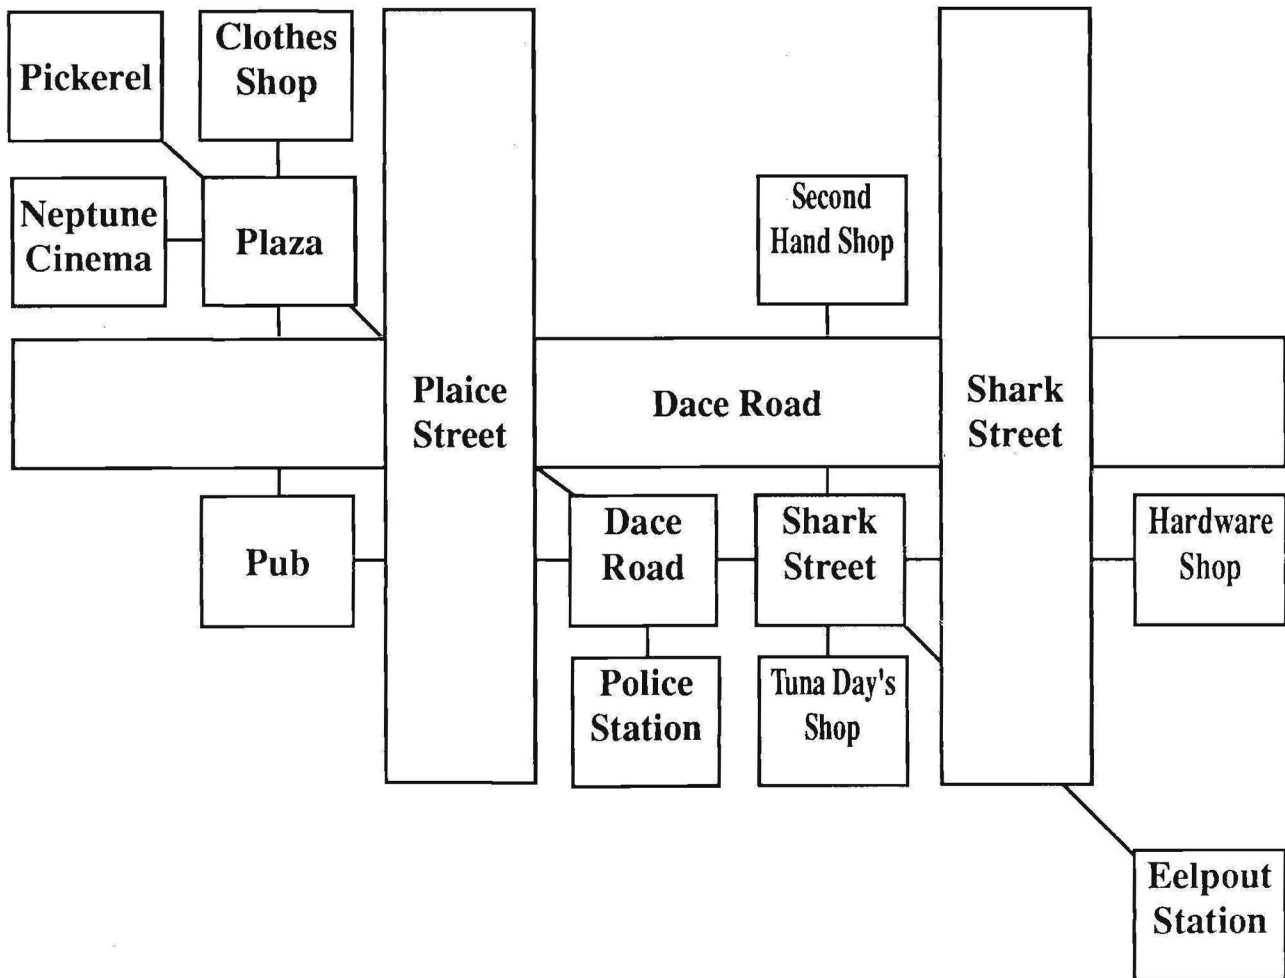 Pickerel
Clothes
Shop
Neptune
Cinema
Plaza
Second
Hand Shop
Plaice
Street
Dace Road
Shark
Street
Pub
Dace
Road
Shark
Street
Hardware
Shop
Police
Station
Tuna Day's
Shop
Eelpout
Station